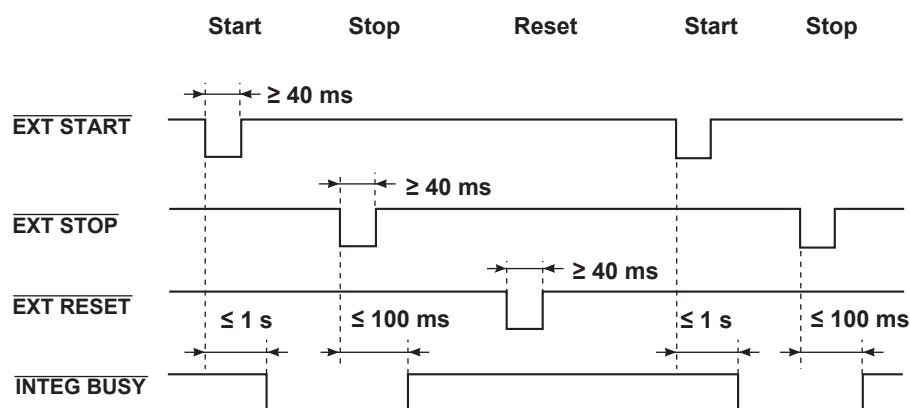 Start Stop Reset Start Stop
≥ 40 ms
EXT START
≥ 40 ms
EXT STOP
≥ 40 ms
EXT RESET
≤ 1 s ≤ 100 ms ≤ 1 s ≤ 100 ms
INTEG BUSY